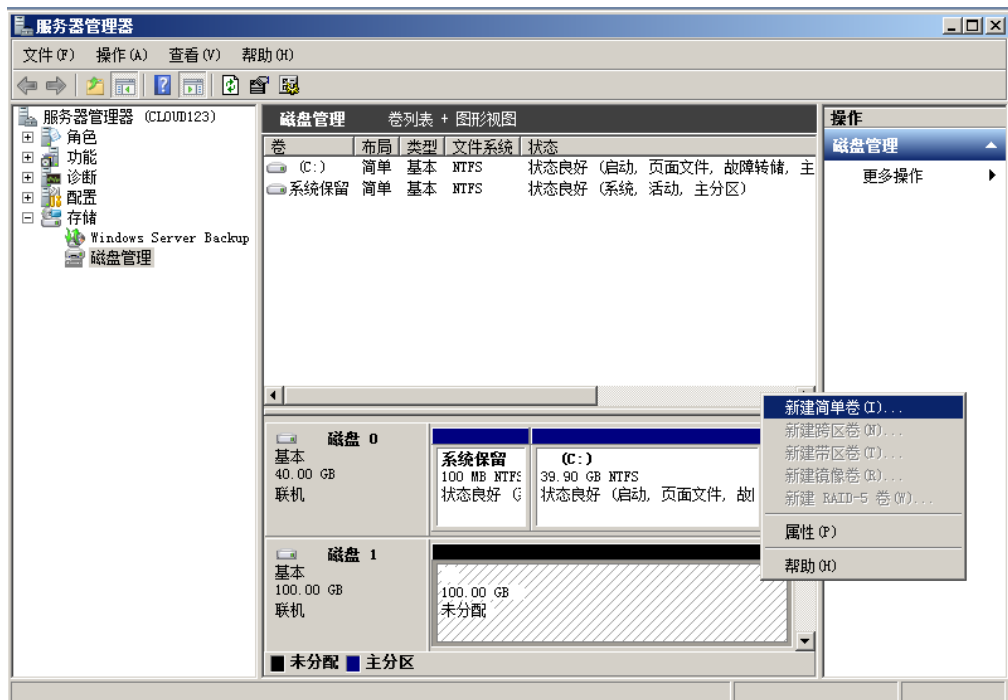 服务器管理器
文件(F) 操作(A) 查看(V) 帮助(H)
服务器管理器 (CLOUD123)
角色
功能
诊断
配置
存储
Windows Server Backup
磁盘管理
磁盘管理 卷列表 + 图形视图
卷 布局 类型 文件系统 状态
(C:) 简单 基本 NTFS 状态良好 (启动, 页面文件, 故障转储, 主
系统保留 简单 基本 NTFS 状态良好 (系统, 活动, 主分区)
磁盘 0
基本
40.00 GB
联机
系统保留
100 MB NTFS
状态良好 (
(C:)
39.90 GB NTFS
状态良好 (启动, 页面文件, 故
磁盘 1
基本
100.00 GB
联机
100.00 GB
未分配
未分配 主分区
操作
磁盘管理
更多操作
新建简单卷(I)...
新建跨区卷(N)...
新建带区卷(T)...
新建镜像卷(R)...
新建 RAID-5 卷(W)...
属性(P)
帮助(H)